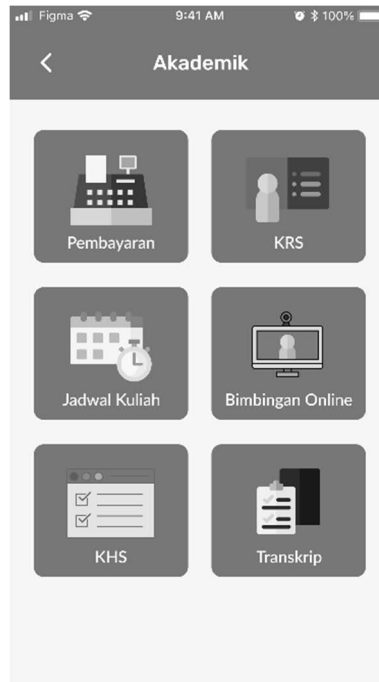 Figma 9:41 AM 100%
Akademik
Pembayaran KRS
Jadwal Kuliah Bimbingan Online
KHS Transkrip